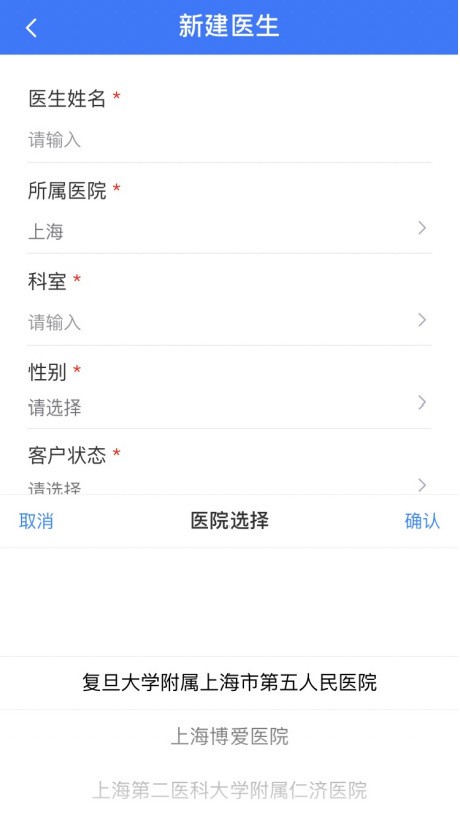 新建医生
医生姓名 *
请输入
所属医院 *
上海
科室 *
请输入
性别 *
请选择
客户状态 *
请选择
取消 医院选择 确认
复旦大学附属上海市第五人民医院
上海博爱医院
上海第二医科大学附属仁济医院